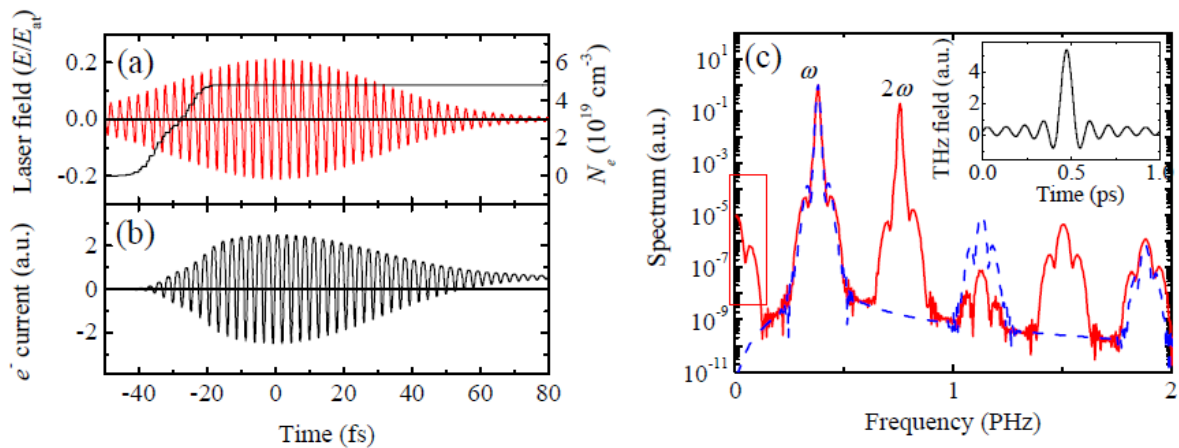 (a)
Laser field (E/E_at)
0.2
0.0
-0.2
6
5
4
3
2
1
0
N_e (10^19 cm^-3)
(b)
e^- current (a.u.)
2
0
-2
-40 -20 0 20 40 60 80
Time (fs)
(c)
Spectrum (a.u.)
10^1
10^-1
10^-3
10^-5
10^-7
10^-9
10^-11
ω
2ω
THz field (a.u.)
4
2
0
0.0 0.5 1.0
Time (ps)
0 1 2
Frequency (PHz)